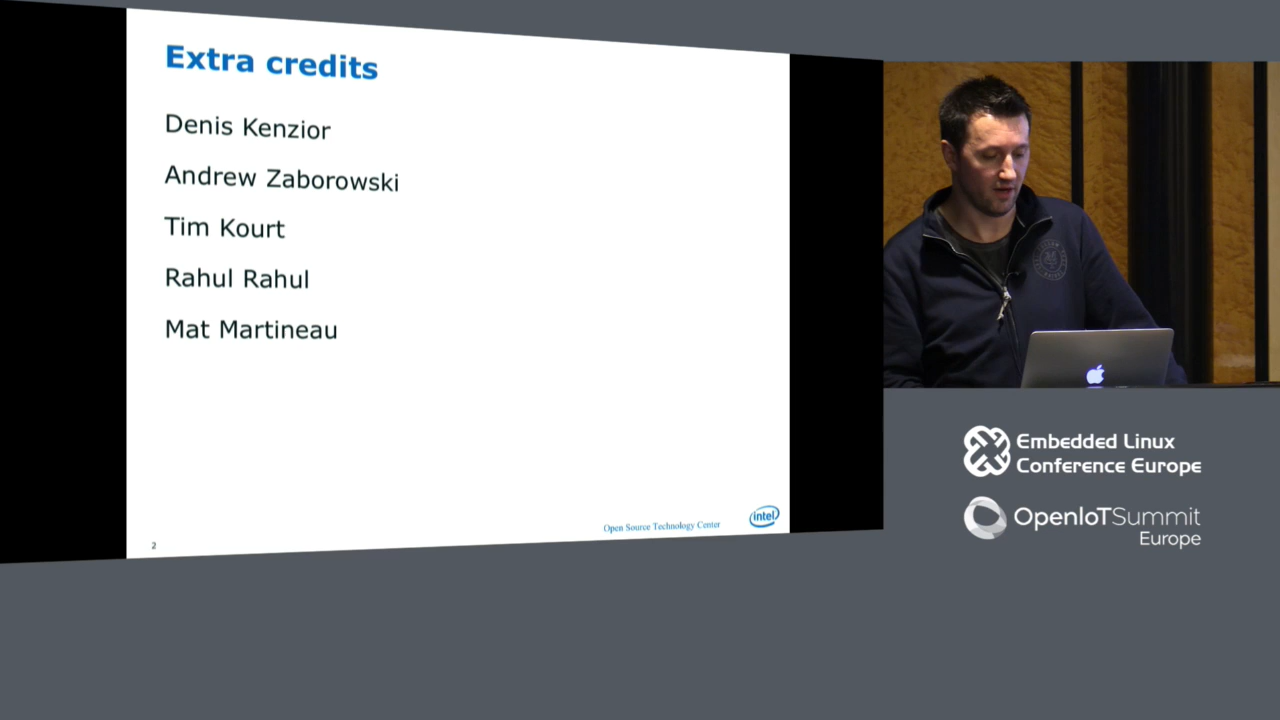 Extra credits
Denis Kenzior
Andrew Zaborowski
Tim Kourt
Rahul Rahul
Mat Martineau
2
Open Source Technology Center
intel
Embedded Linux
Conference Europe
OpenIoTSummit
Europe